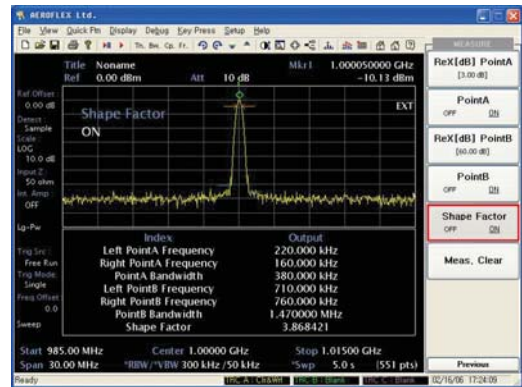 AEROFLEX Ltd.
File View Quick Ftn Display Debug Key Press Setup Help
MEASURE
Title Noname Mkr1 1.000050000 GHz
Ref 0.00 dBm Att 10 dB -10.13 dBm
Ref Offset :
0.00 dB
Detect :
Sample
Scale :
LOG
10.0 dB
Input Z :
50 ohm
Int. Amp :
OFF
Lg-Pw
Trig Src :
Free Run
Trig Mode:
Single
Freq Offset
0.0
Sweep
Shape Factor
ON
EXT
Index Output
Left PointA Frequency 220.000 kHz
Right PointA Frequency 160.000 kHz
PointA Bandwidth 380.000 kHz
Left PointB Frequency 710.000 kHz
Right PointB Frequency 760.000 kHz
PointB Bandwidth 1.470000 MHz
Shape Factor 3.868421
Start 985.00 MHz Center 1.00000 GHz Stop 1.01500 GHz
Span 30.00 MHz *RBW/*VBW 300 kHz /50 kHz *Swp 5.0 s (551 pts)
ReX[dB] PointA
[3.00 dB]
PointA
OFF ON
ReX[dB] PointB
[60.00 dB]
PointB
OFF ON
Shape Factor
OFF ON
Meas. Clear
Previous
Ready TRC A : Clr&Wrt TRC B : Blank TRC C : Blank 02/16/06 17:24:09